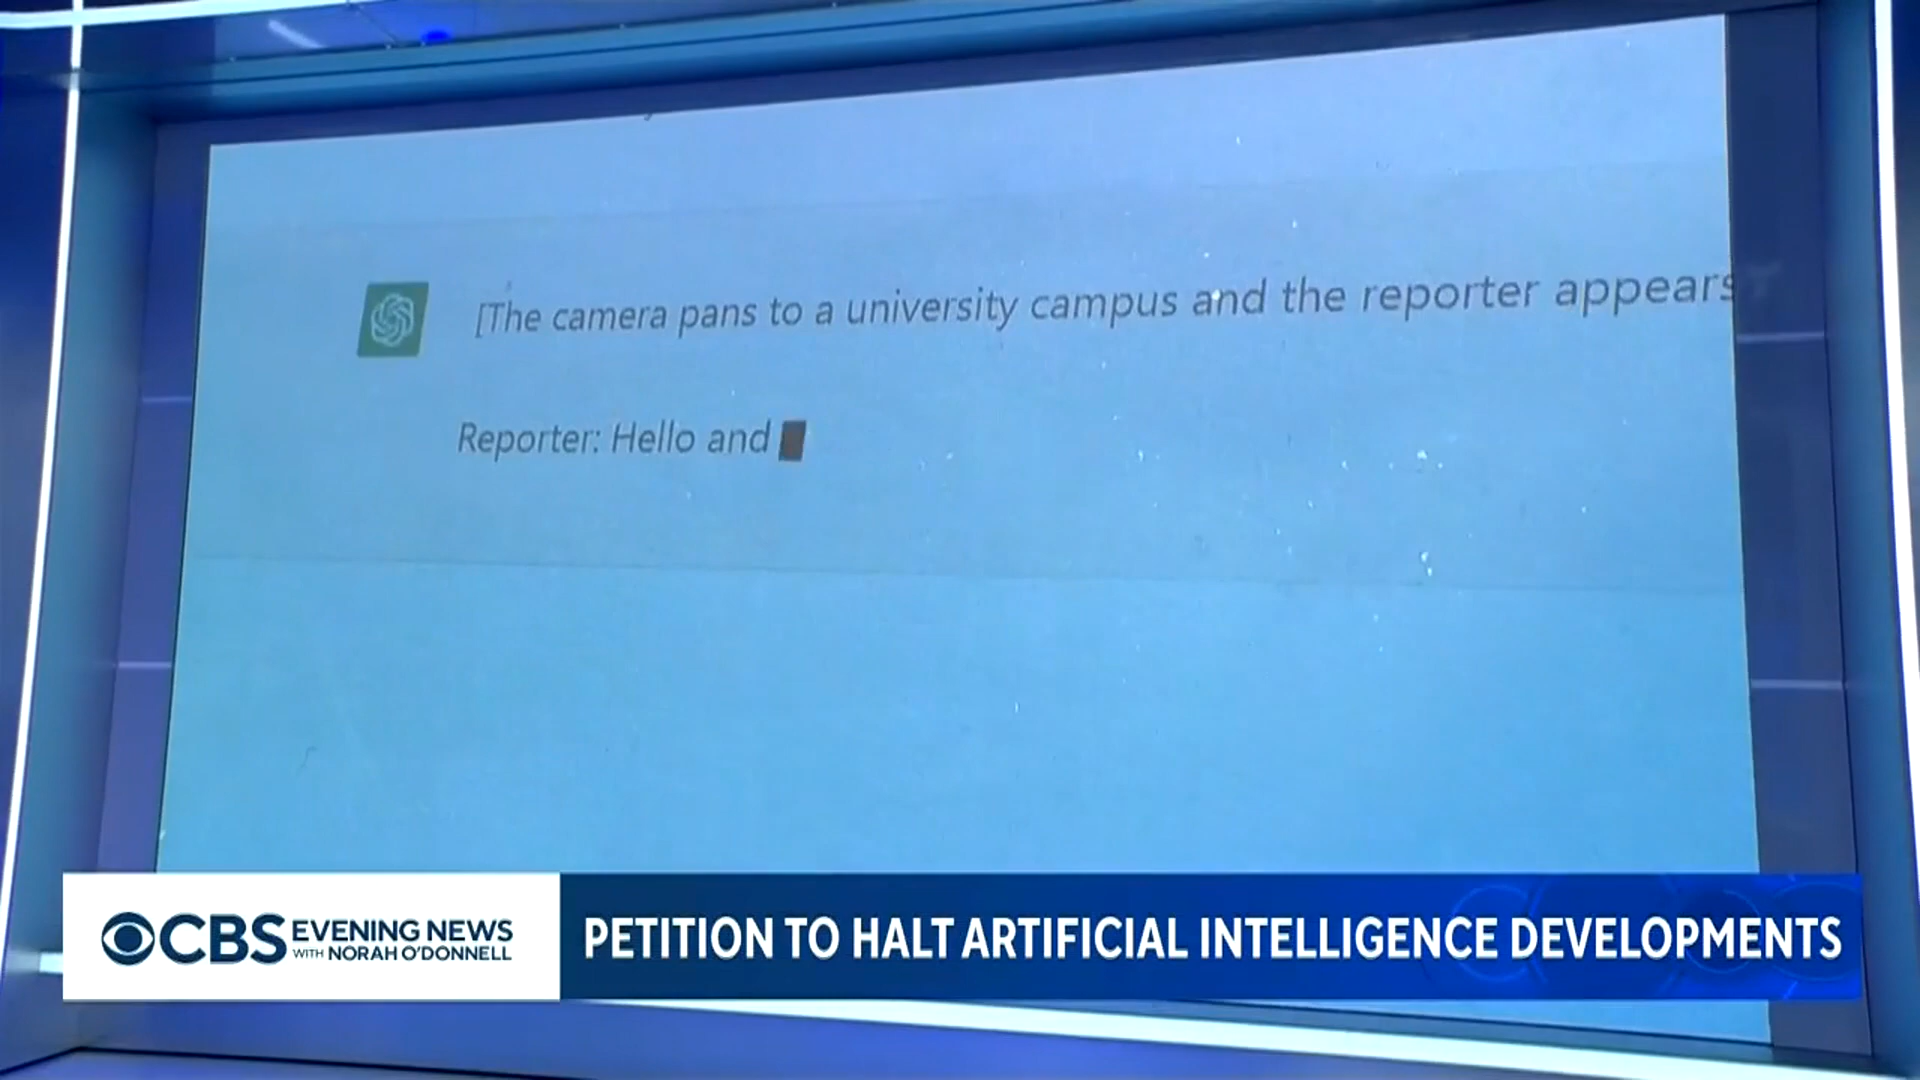 [The camera pans to a university campus and the reporter appears
Reporter: Hello and
CBS EVENING NEWS
WITH NORAH O'DONNELL
PETITION TO HALT ARTIFICIAL INTELLIGENCE DEVELOPMENTS